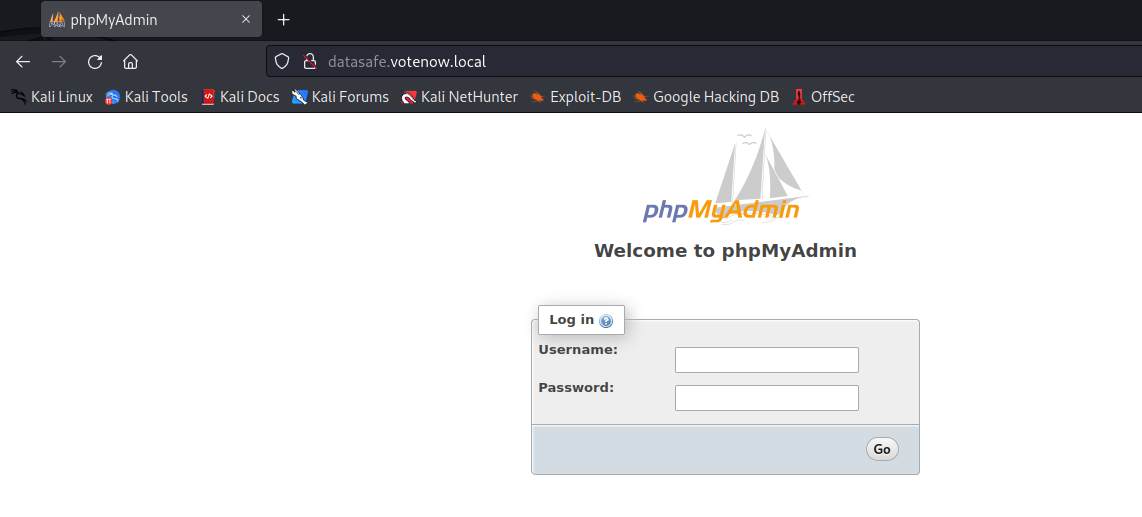 phpMyAdmin
datasafe.votenow.local
Kali Linux Kali Tools Kali Docs Kali Forums Kali NetHunter Exploit-DB Google Hacking DB OffSec
phpMyAdmin
Welcome to phpMyAdmin
Log in
Username:
Password:
Go